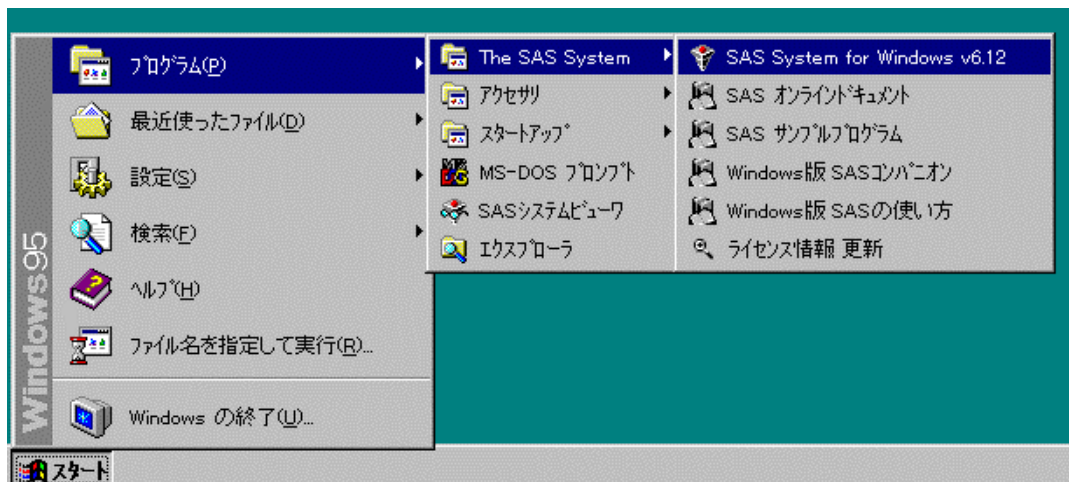 ﾌﾟﾛｸﾞﾗﾑ(P)
最近使ったﾌｧｲﾙ(D)
設定(S)
検索(F)
ﾍﾙﾌﾟ(H)
ﾌｧｲﾙ名を指定して実行(R)...
Windows の終了(U)...
Windows95
スタート
The SAS System
ｱｸｾｻﾘ
ｽﾀｰﾄｱｯﾌﾟ
MS-DOS ﾌﾟﾛﾝﾌﾟﾄ
SASｼｽﾃﾑﾋﾞｭｰﾜ
ｴｸｽﾌﾟﾛｰﾗ
SAS System for Windows v6.12
SAS ｵﾝﾗｲﾝﾄﾞｷｭﾒﾝﾄ
SAS ｻﾝﾌﾟﾙﾌﾟﾛｸﾞﾗﾑ
Windows版 SASｺﾝﾊﾟﾆｵﾝ
Windows版 SASの使い方
ﾗｲｾﾝｽ情報 更新